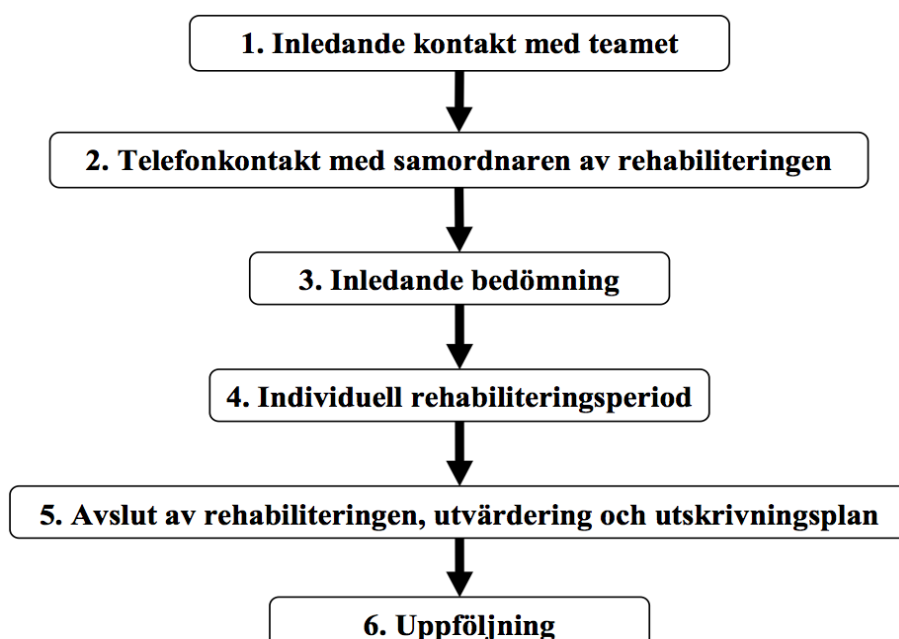 1. Inledande kontakt med teamet
2. Telefonkontakt med samordnaren av rehabiliteringen
3. Inledande bedömning
4. Individuell rehabiliteringsperiod
5. Avslut av rehabiliteringen, utvärdering och utskrivningsplan
6. Uppföljning